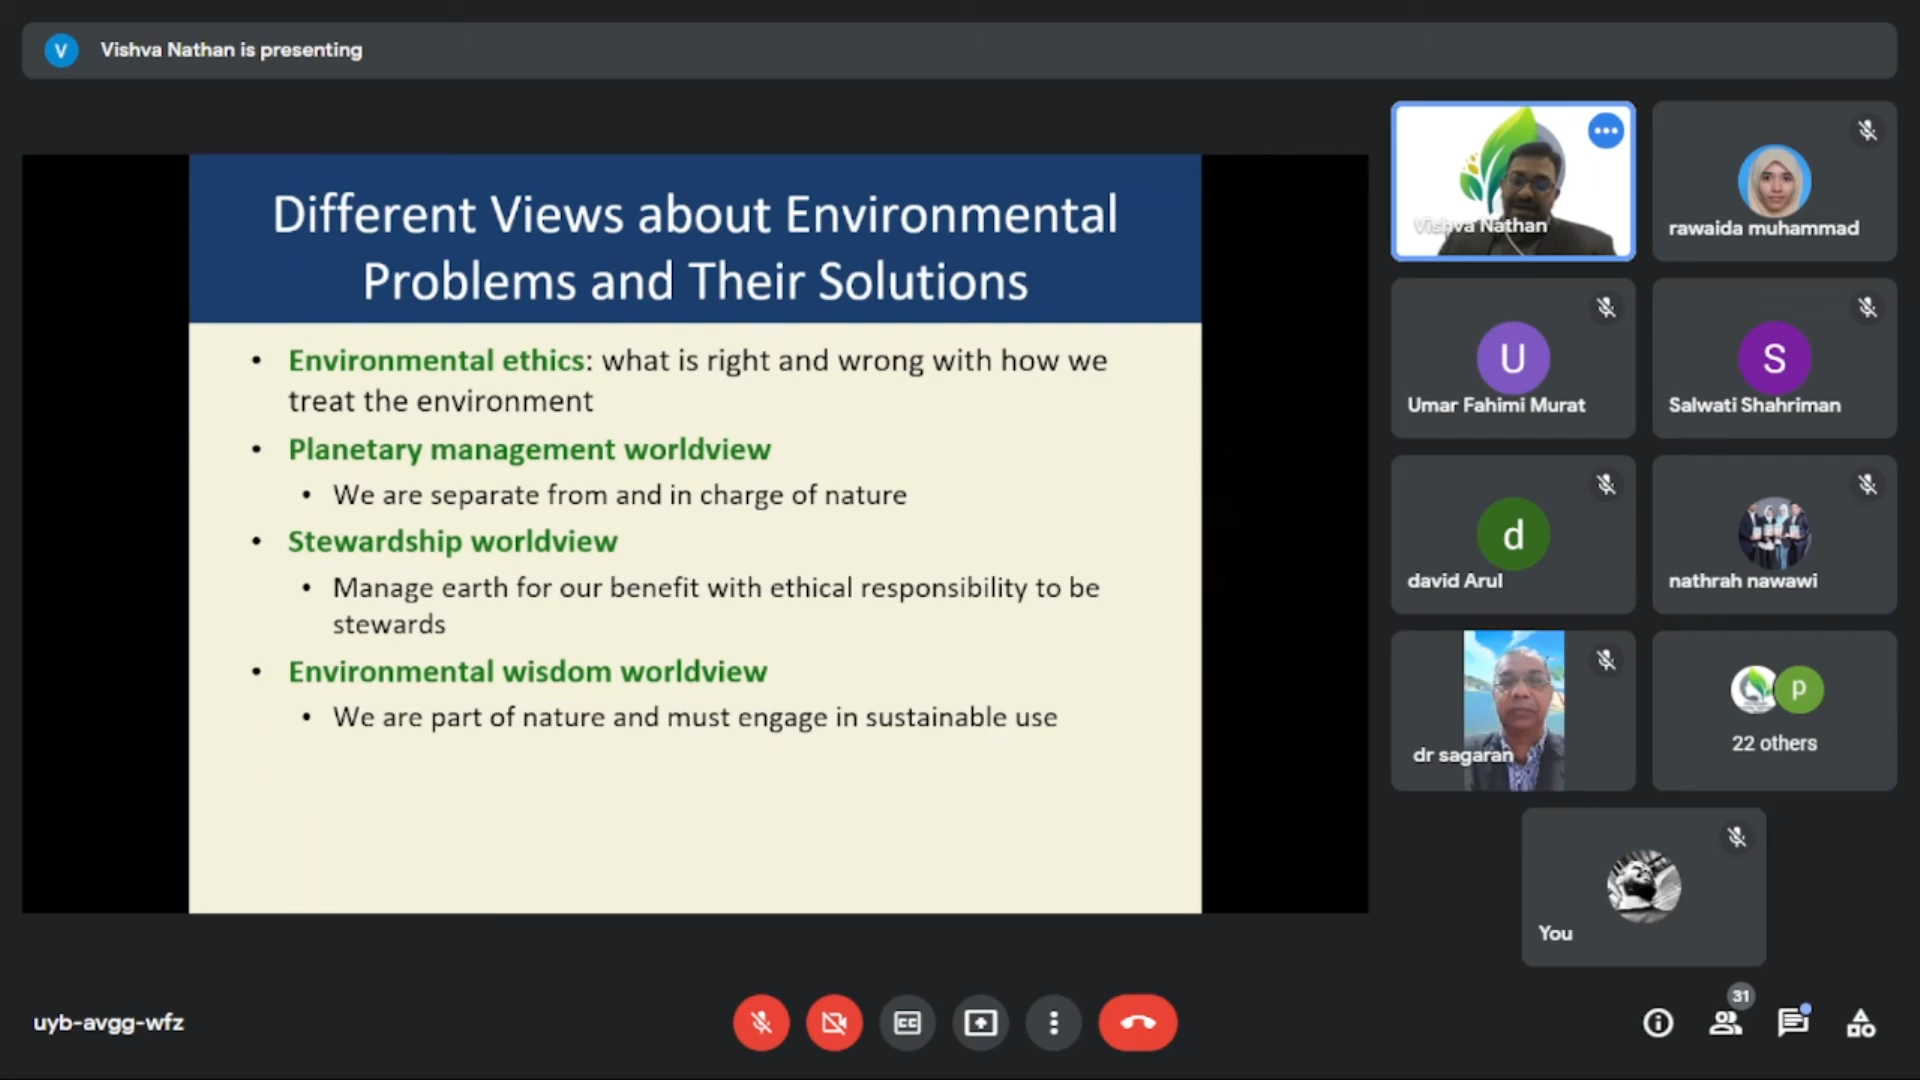 V
Vishva Nathan is presenting
Different Views about Environmental
Problems and Their Solutions
• Environmental ethics: what is right and wrong with how we
treat the environment
• Planetary management worldview
• We are separate from and in charge of nature
• Stewardship worldview
• Manage earth for our benefit with ethical responsibility to be
stewards
• Environmental wisdom worldview
• We are part of nature and must engage in sustainable use
Vishva Nathan
rawaida muhammad
U
Umar Fahimi Murat
S
Salwati Shahriman
d
david Arul
nathrah nawawi
dr sagaran
p
22 others
You
uyb-avgg-wfz
CC
31